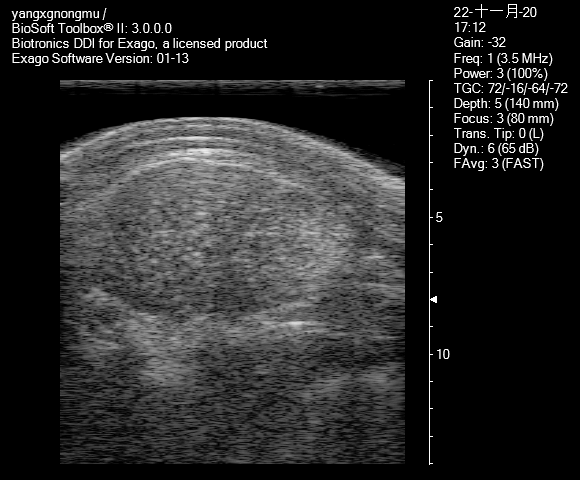 yangxgnongmu /
BioSoft Toolbox® II: 3.0.0.0
Biotronics DDI for Exago, a licensed product
Exago Software Version: 01-13
22-十一月-20
17:12
Gain: -32
Freq: 1 (3.5 MHz)
Power: 3 (100%)
TGC: 72/-16/-64/-72
Depth: 5 (140 mm)
Focus: 3 (80 mm)
Trans. Tip: 0 (L)
Dyn.: 6 (65 dB)
FAvg: 3 (FAST)
5
10